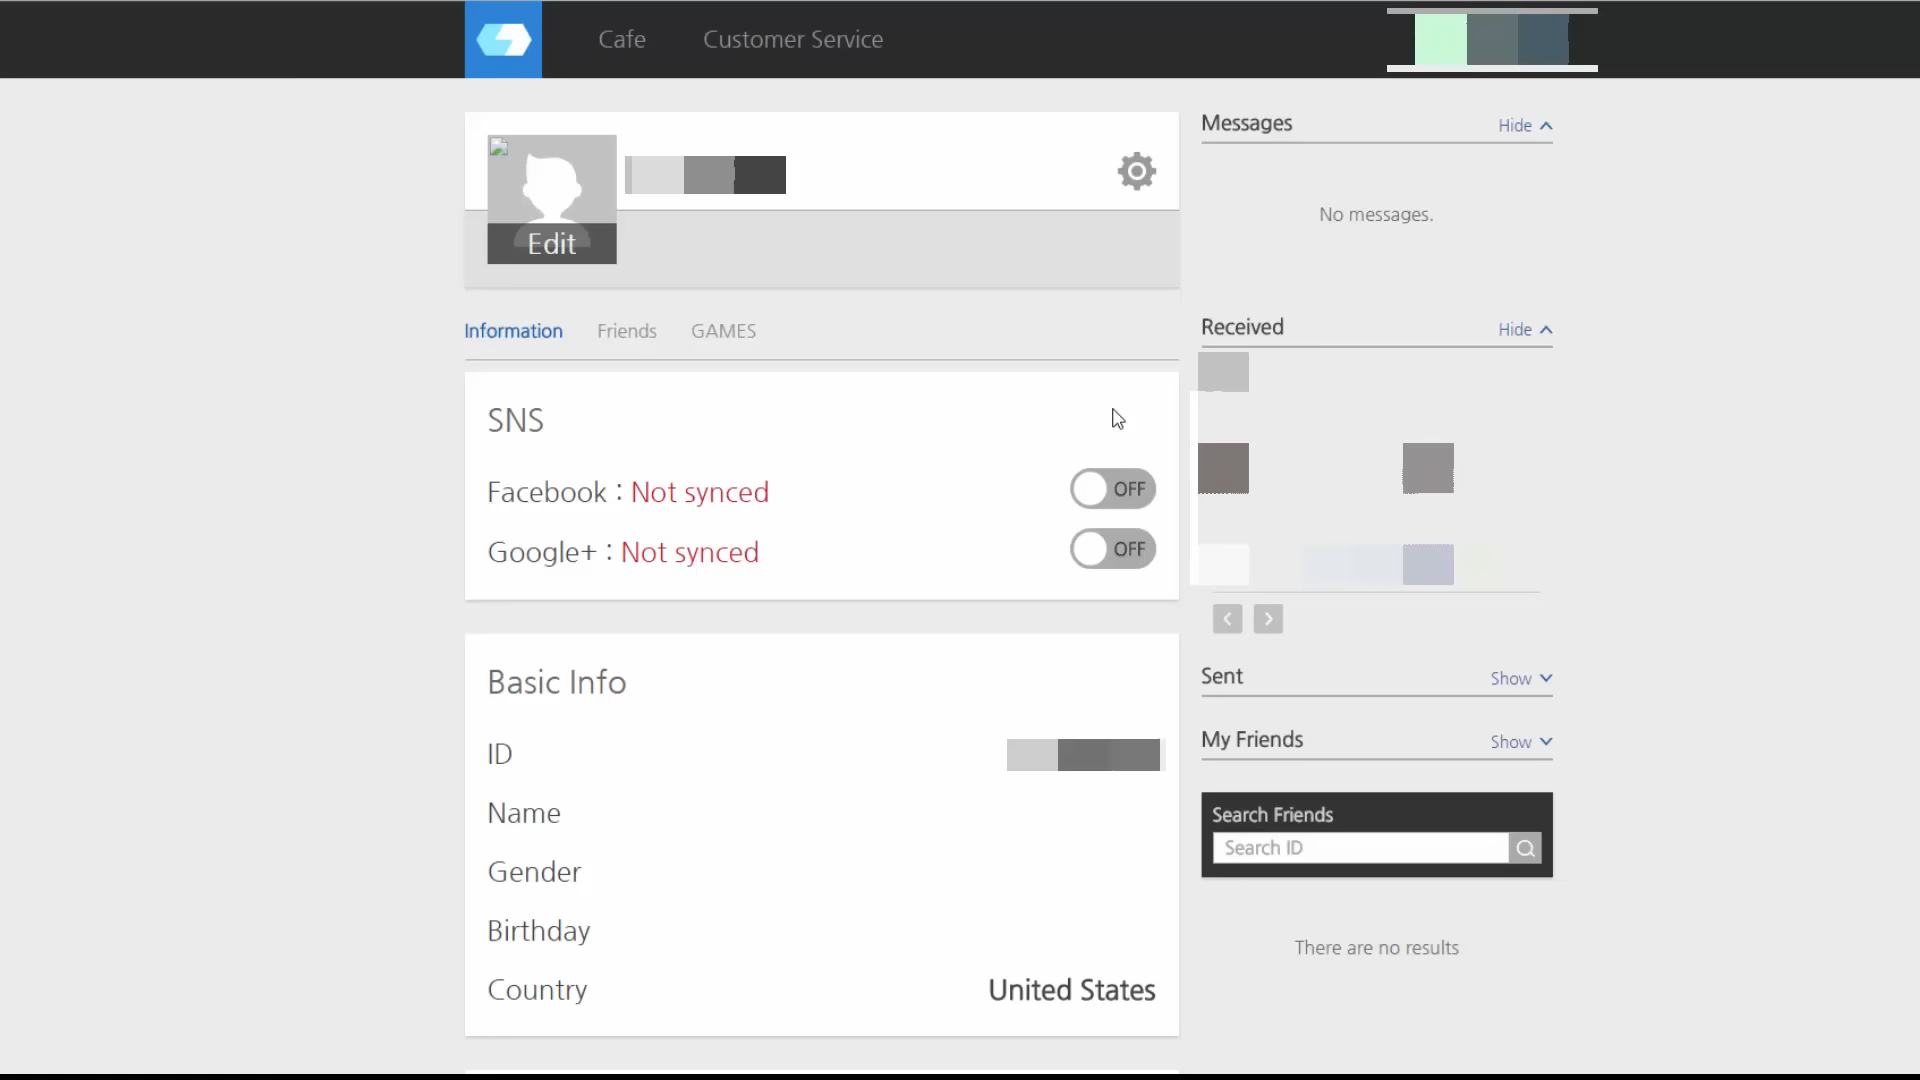 Cafe Customer Service
Edit
Information Friends GAMES
SNS
Facebook : Not synced OFF
Google+ : Not synced OFF
Basic Info
ID
Name
Gender
Birthday
Country United States
Messages Hide
No messages.
Received Hide
Sent Show
My Friends Show
Search Friends
Search ID
There are no results